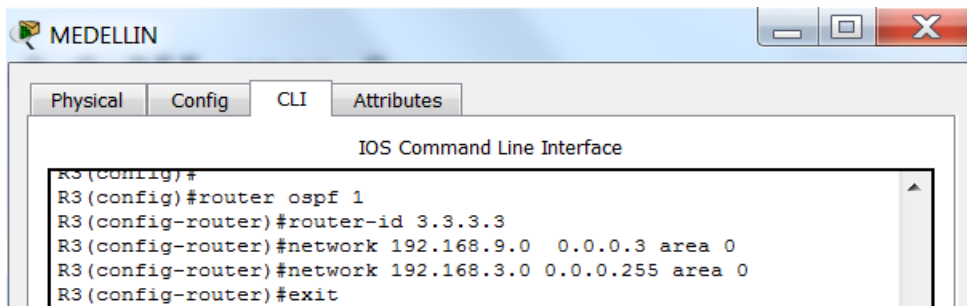 MEDELLIN
Physical Config CLI Attributes
IOS Command Line Interface
R3(config)#
R3(config)#router ospf 1
R3(config-router)#router-id 3.3.3.3
R3(config-router)#network 192.168.9.0  0.0.0.3 area 0
R3(config-router)#network 192.168.3.0 0.0.0.255 area 0
R3(config-router)#exit